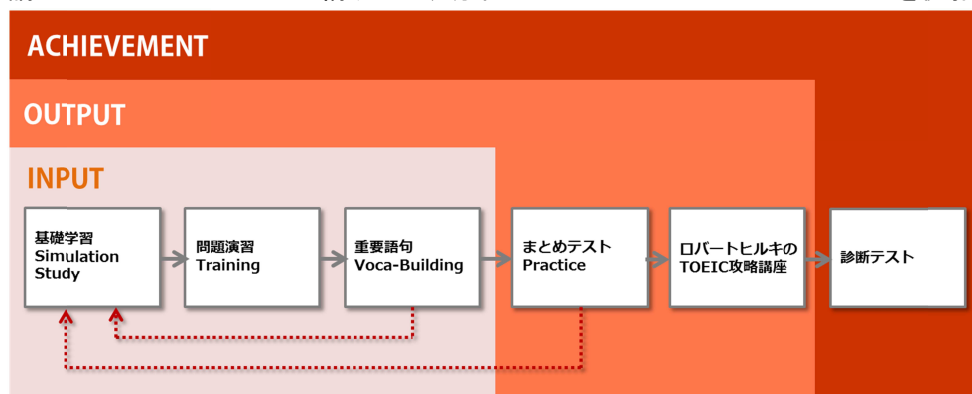 ACHIEVEMENT
OUTPUT
INPUT
基礎学習
Simulation
Study
問題演習
Training
重要語句
Voca-Building
まとめテスト
Practice
ロバートヒルキの
TOEIC攻略講座
診断テスト